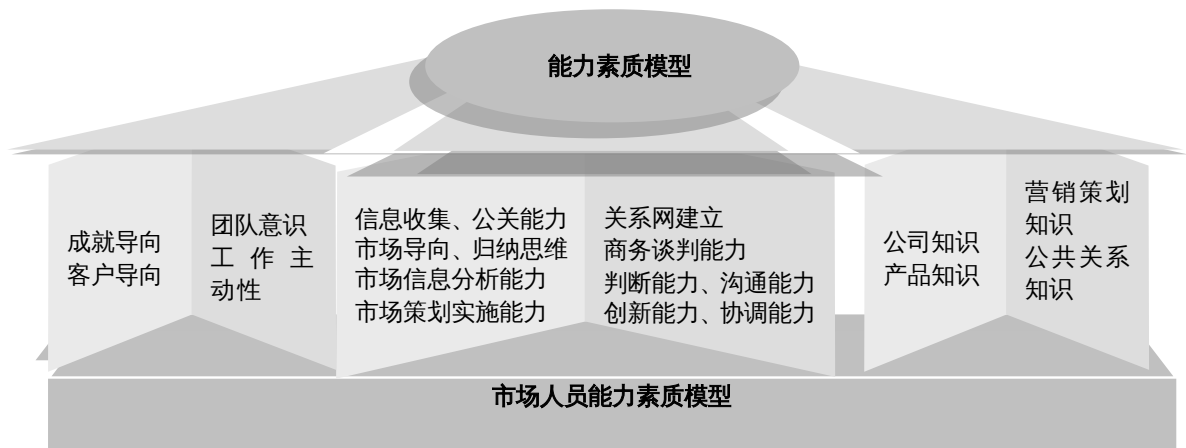 能力素质模型
成就导向
客户导向
团队意识
工作主
动性
信息收集、公关能力
市场导向、归纳思维
市场信息分析能力
市场策划实施能力
关系网建立
商务谈判能力
判断能力、沟通能力
创新能力、协调能力
公司知识
产品知识
营销策划
知识
公共关系
知识
市场人员能力素质模型